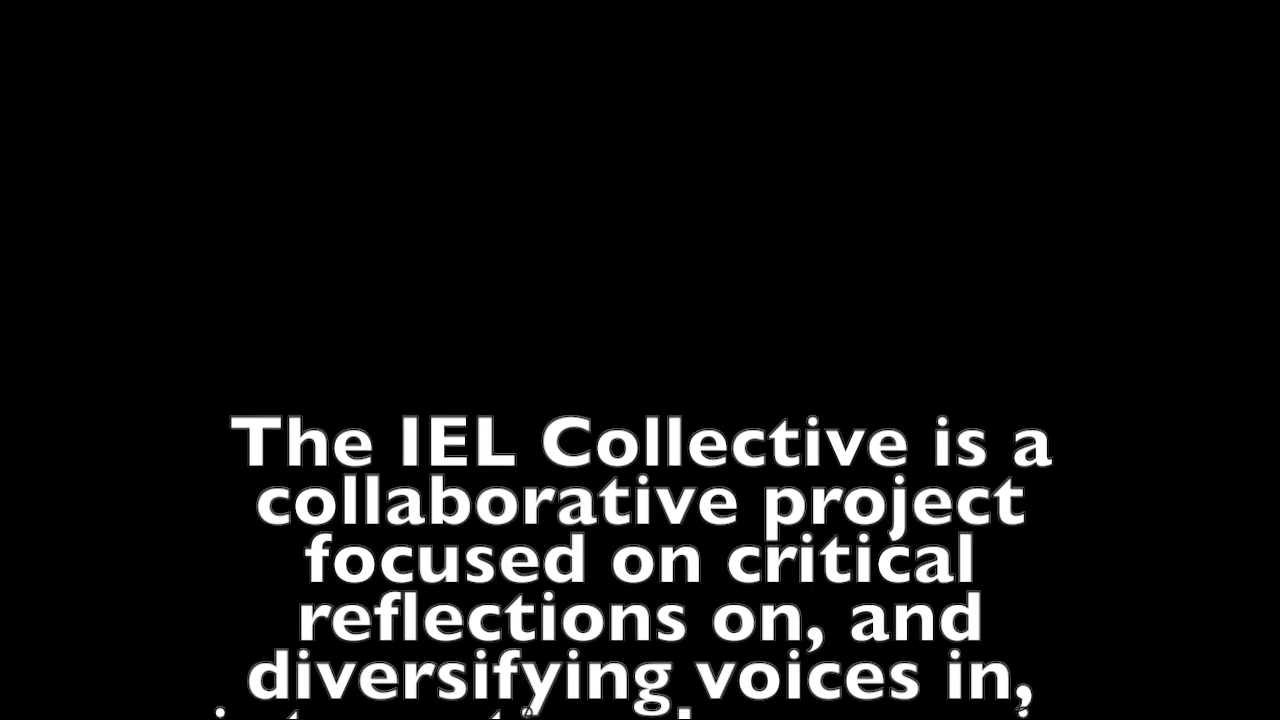 The IEL Collective is a
collaborative project
focused on critical
reflections on, and
diversifying voices in,